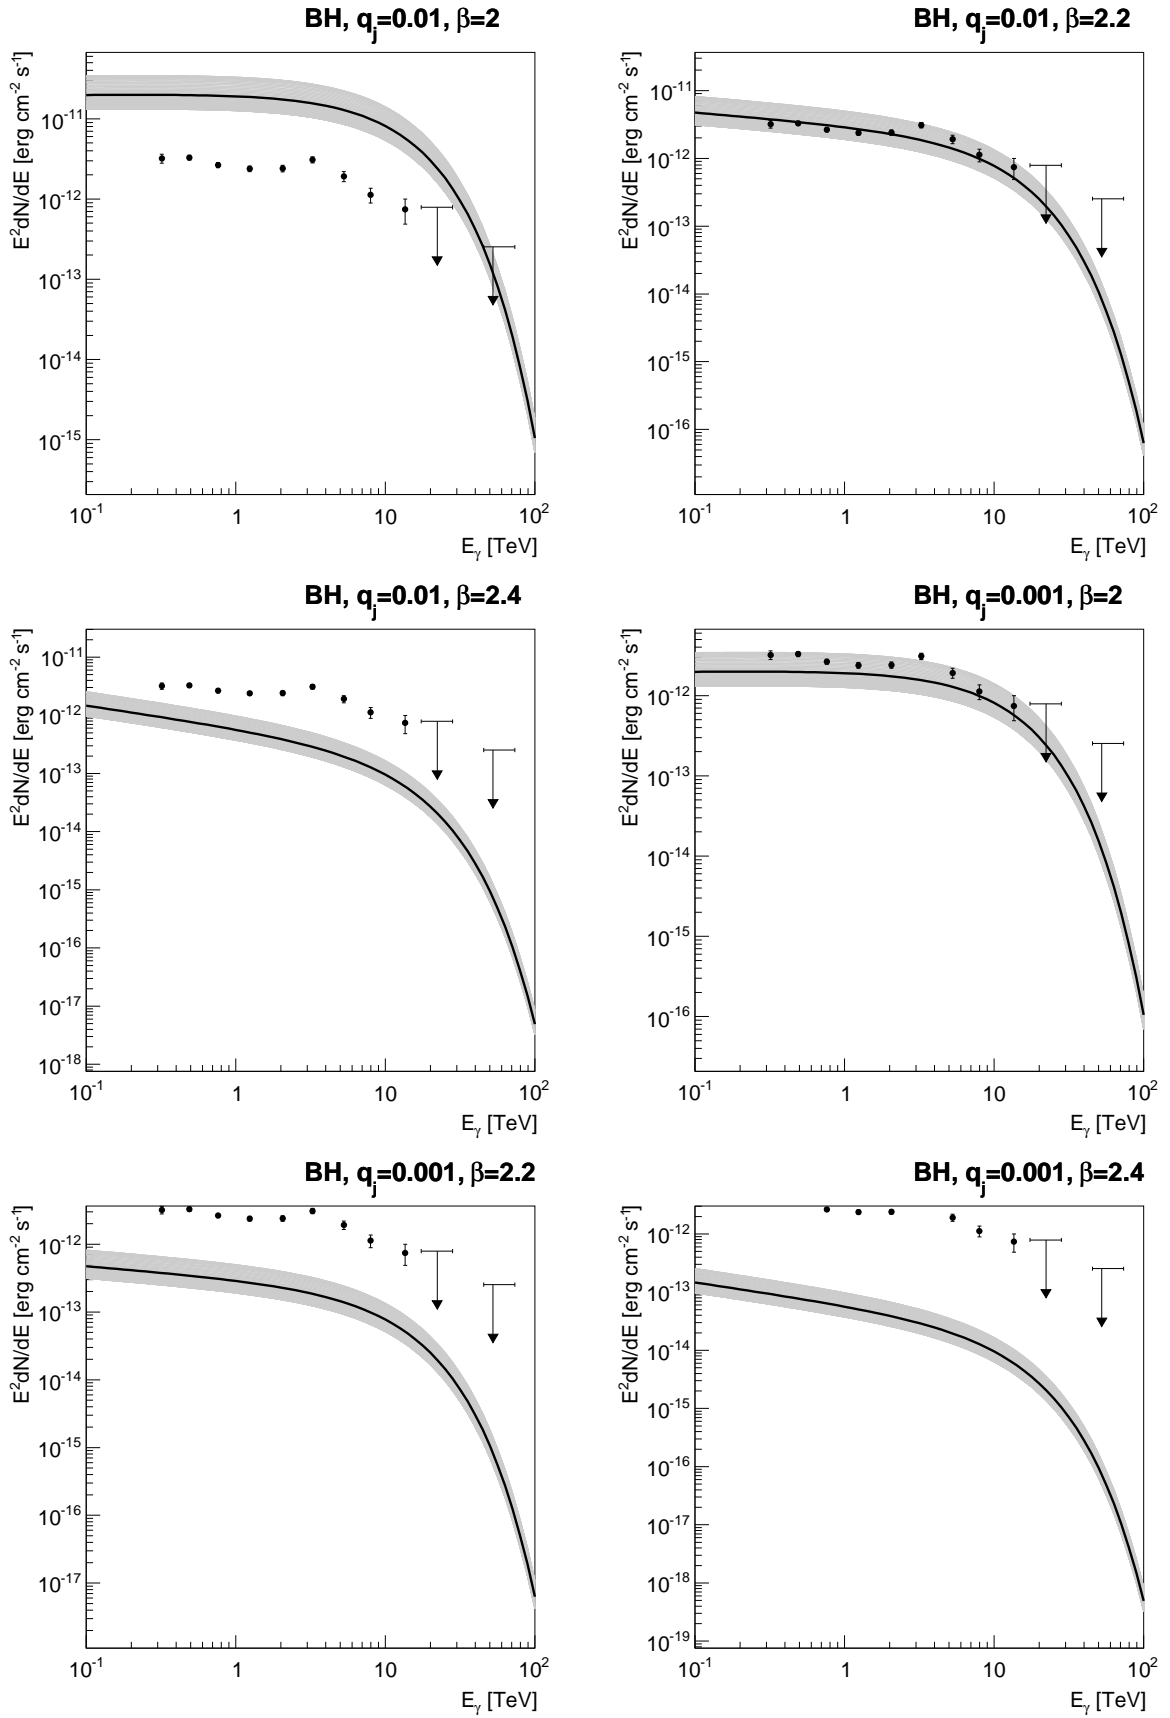 BH, q_j=0.01, β=2
E²dN/dE [erg cm⁻² s⁻¹]
10⁻¹¹
10⁻¹²
10⁻¹³
10⁻¹⁴
10⁻¹⁵
10⁻¹ 1 10 10²
E_γ [TeV]
BH, q_j=0.01, β=2.2
E²dN/dE [erg cm⁻² s⁻¹]
10⁻¹¹
10⁻¹²
10⁻¹³
10⁻¹⁴
10⁻¹⁵
10⁻¹⁶
10⁻¹ 1 10 10²
E_γ [TeV]
BH, q_j=0.01, β=2.4
E²dN/dE [erg cm⁻² s⁻¹]
10⁻¹¹
10⁻¹²
10⁻¹³
10⁻¹⁴
10⁻¹⁵
10⁻¹⁶
10⁻¹⁷
10⁻¹⁸
10⁻¹ 1 10 10²
E_γ [TeV]
BH, q_j=0.001, β=2
E²dN/dE [erg cm⁻² s⁻¹]
10⁻¹²
10⁻¹³
10⁻¹⁴
10⁻¹⁵
10⁻¹⁶
10⁻¹ 1 10 10²
E_γ [TeV]
BH, q_j=0.001, β=2.2
E²dN/dE [erg cm⁻² s⁻¹]
10⁻¹²
10⁻¹³
10⁻¹⁴
10⁻¹⁵
10⁻¹⁶
10⁻¹⁷
10⁻¹ 1 10 10²
E_γ [TeV]
BH, q_j=0.001, β=2.4
E²dN/dE [erg cm⁻² s⁻¹]
10⁻¹²
10⁻¹³
10⁻¹⁴
10⁻¹⁵
10⁻¹⁶
10⁻¹⁷
10⁻¹⁸
10⁻¹⁹
10⁻¹ 1 10 10²
E_γ [TeV]